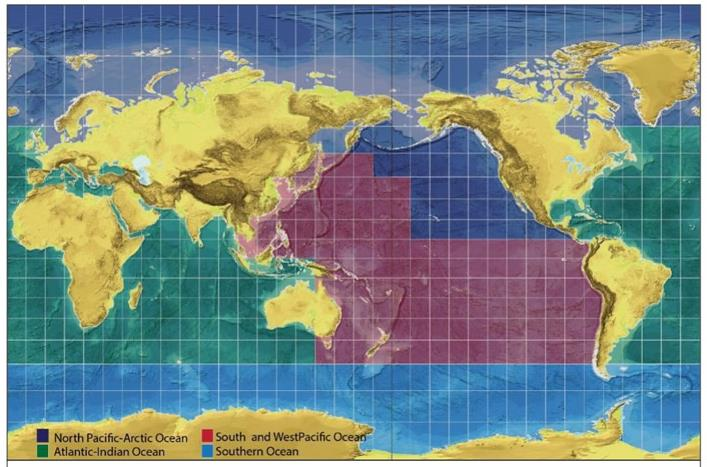 North Pacific-Arctic Ocean
South and WestPacific Ocean
Atlantic-Indian Ocean
Southern Ocean